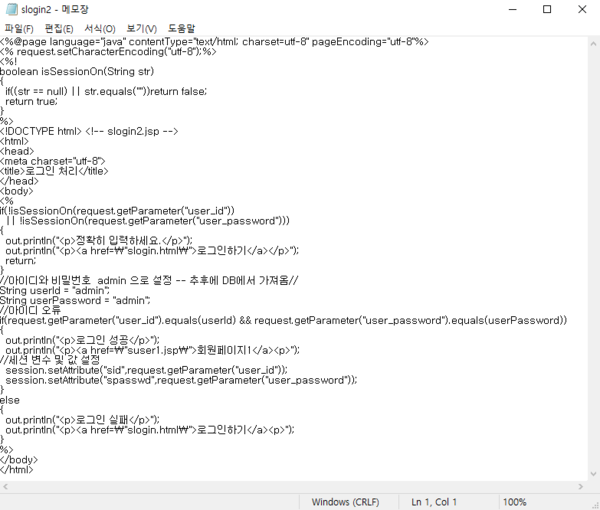 slogin2 - 메모장
파일(F) 편집(E) 서식(O) 보기(V) 도움말
<%@page language="java" contentType="text/html; charset=utf-8" pageEncoding="utf-8"%>
<% request.setCharacterEncoding("utf-8");%>
<%!
boolean isSessionOn(String str)
{
  if((str == null) || str.equals(""))return false;
  return true;
}
%>
<!DOCTYPE html> <!-- slogin2.jsp -->
<html>
<head>
<meta charset="utf-8">
<title>로그인 처리</title>
</head>
<body>
<%
if(!isSessionOn(request.getParameter("user_id"))
  || !isSessionOn(request.getParameter("user_password")))
{
  out.println("<p>정확히 입력하세요.</p>");
  out.println("<p><a href=₩"slogin.html₩">로그인하기</a></p>");
  return;
}
//아이디와 비밀번호  admin 으로 설정 -- 추후에 DB에서 가져옴//
String userId = "admin";
String userPassword = "admin";
//아이디 오류
if(request.getParameter("user_id").equals(userId) && request.getParameter("user_password").equals(userPassword))
{
  out.println("<p>로그인 성공</p>");
  out.println("<p><a href=₩"suser1.jsp₩">회원페이지1</a><p>");
//세션 변수 및 값 설정
  session.setAttribute("sid",request.getParameter("user_id"));
  session.setAttribute("spasswd",request.getParameter("user_password"));
}
else
{
  out.println("<p>로그인 실패</p>");
  out.println("<p><a href=₩"slogin.html₩">로그인하기</a><p>");
}
%>
</body>
</html>
Windows (CRLF) Ln 1, Col 1 100%